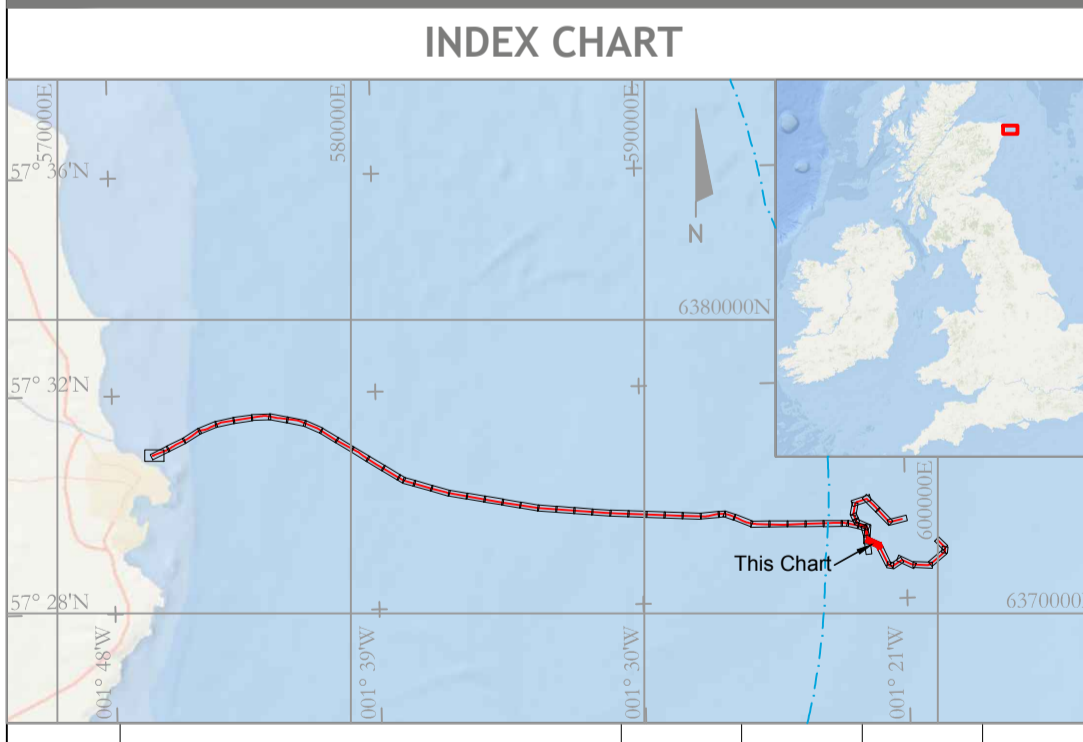 INDEX CHART
570000E
580000E
590000E
57° 36'N
N
6380000N
57° 32'N
600000E
This Chart
57° 28'N
6370000
001° 48'W
001° 39'W
001° 30'W
001° 21'W